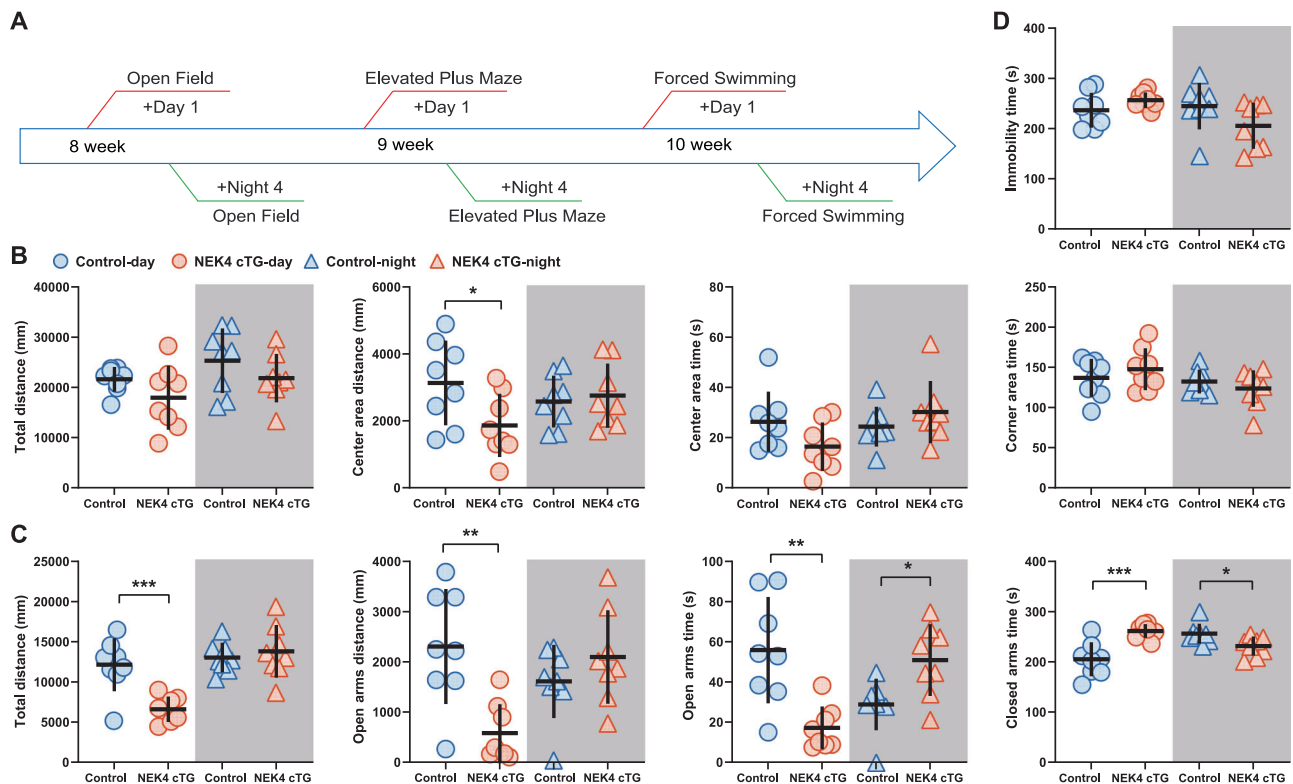 A
Open Field
+Day 1
Elevated Plus Maze
+Day 1
Forced Swimming
+Day 1
8 week
9 week
10 week
+Night 4
Open Field
+Night 4
Elevated Plus Maze
+Night 4
Forced Swimming
D
Immobility time (s)
400
300
200
100
0
Control
NEK4 cTG
Control
NEK4 cTG
B
Control-day
NEK4 cTG-day
Control-night
NEK4 cTG-night
Total distance (mm)
40000
30000
20000
10000
0
Control
NEK4 cTG
Control
NEK4 cTG
Center area distance (mm)
6000
4000
2000
0
*
Control
NEK4 cTG
Control
NEK4 cTG
Center area time (s)
80
60
40
20
0
Control
NEK4 cTG
Control
NEK4 cTG
Corner area time (s)
250
200
150
100
50
0
Control
NEK4 cTG
Control
NEK4 cTG
C
Total distance (mm)
25000
20000
15000
10000
5000
0
***
Control
NEK4 cTG
Control
NEK4 cTG
Open arms distance (mm)
4000
3000
2000
1000
0
**
Control
NEK4 cTG
Control
NEK4 cTG
Open arms time (s)
100
80
60
40
20
0
**
*
Control
NEK4 cTG
Control
NEK4 cTG
Closed arms time (s)
400
300
200
100
0
***
*
Control
NEK4 cTG
Control
NEK4 cTG